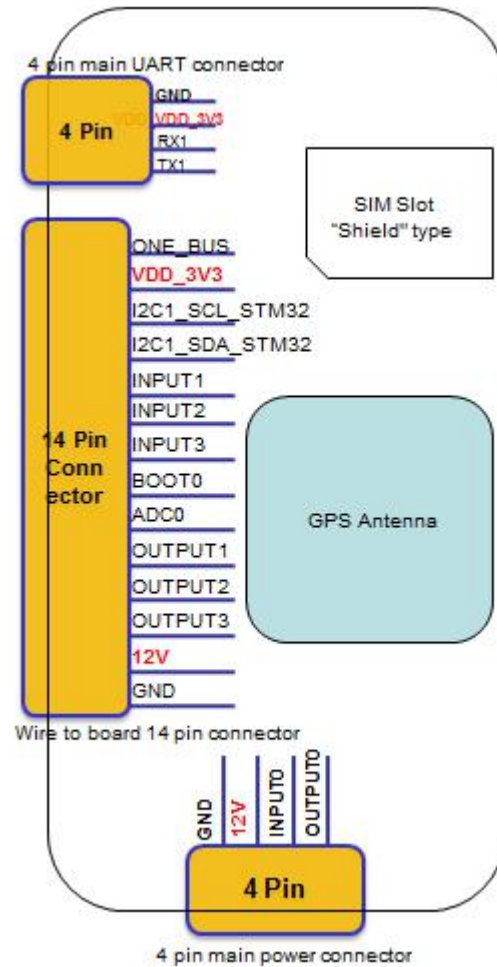 4 pin main UART connector
GND
4 Pin
VDD_VDD_3V3
RX1
TX1
SIM Slot
"Shield" type
ONE_BUS
VDD_3V3
I2C1_SCL_STM32
I2C1_SDA_STM32
INPUT1
INPUT2
INPUT3
14 Pin
Conn
ector
BOOT0
ADC0
GPS Antenna
OUTPUT1
OUTPUT2
OUTPUT3
12V
GND
Wire to board 14 pin connector
GND
12V
INPUT0
OUTPUT0
4 Pin
4 pin main power connector